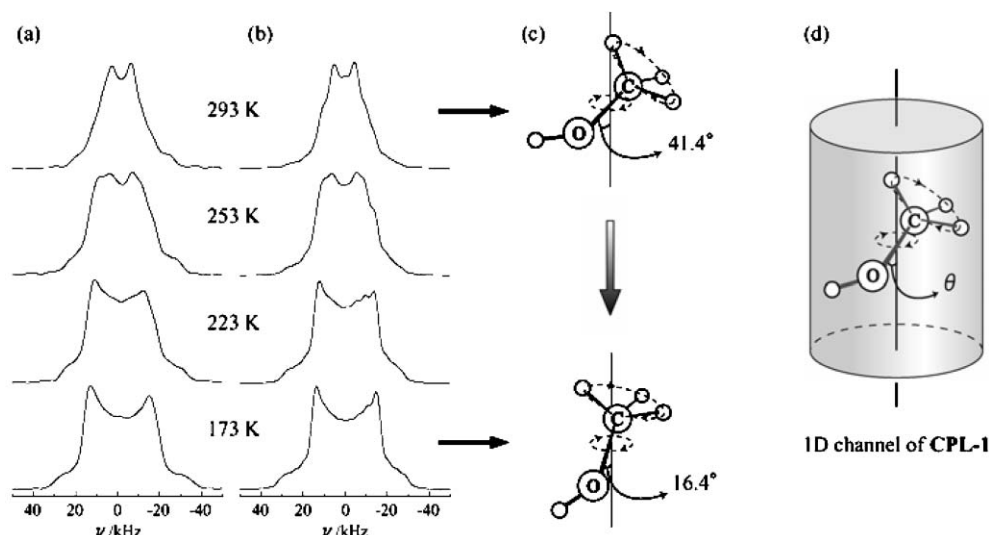 (a) (b) (c) (d)
293 K
C
O
41.4°
253 K
C
O
θ
223 K
173 K
C
O
16.4°
1D channel of CPL-1
40 20 0 -20 -40 40 20 0 -20 -40
ν /kHz ν /kHz